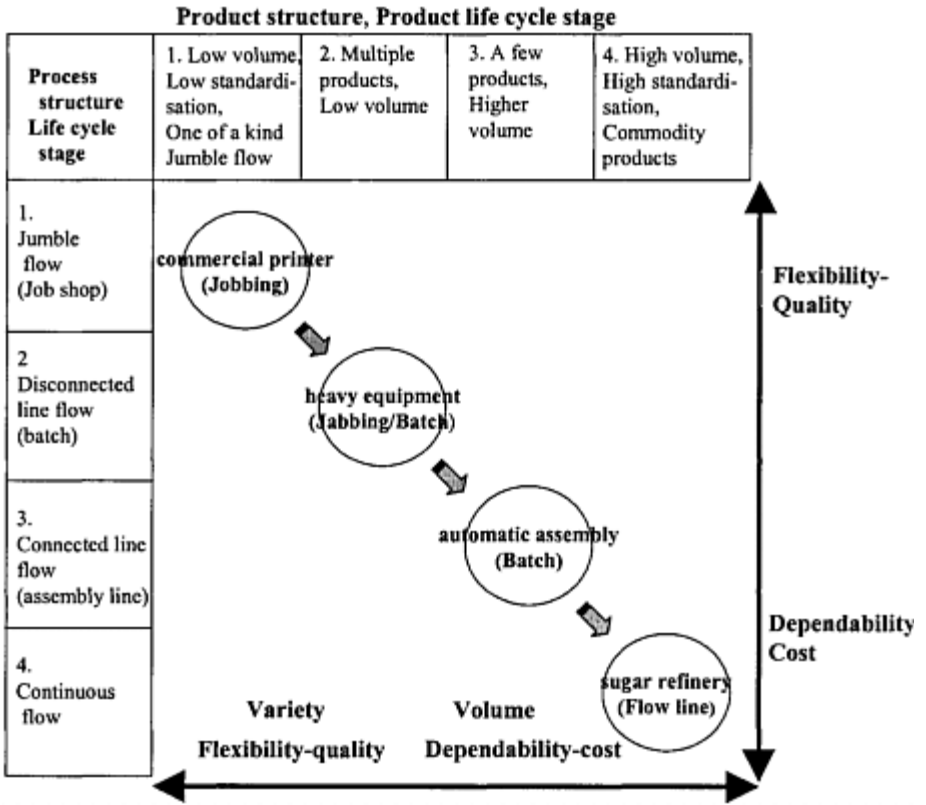 Product structure, Product life cycle stage
Process
structure
Life cycle
stage
1. Low volume,
Low standardi-
sation,
One of a kind
Jumble flow
2. Multiple
products,
Low volume
3. A few
products,
Higher
volume
4. High volume,
High standardi-
sation,
Commodity
products
1.
Jumble
flow
(Job shop)
commercial printer
(Jobbing)
Flexibility-
Quality
2
Disconnected
line flow
(batch)
heavy equipment
(Jabbing/Batch)
3.
Connected line
flow
(assembly line)
automatic assembly
(Batch)
Dependability
Cost
4.
Continuous
flow
sugar refinery
(Flow line)
Variety
Volume
Flexibility-quality
Dependability-cost